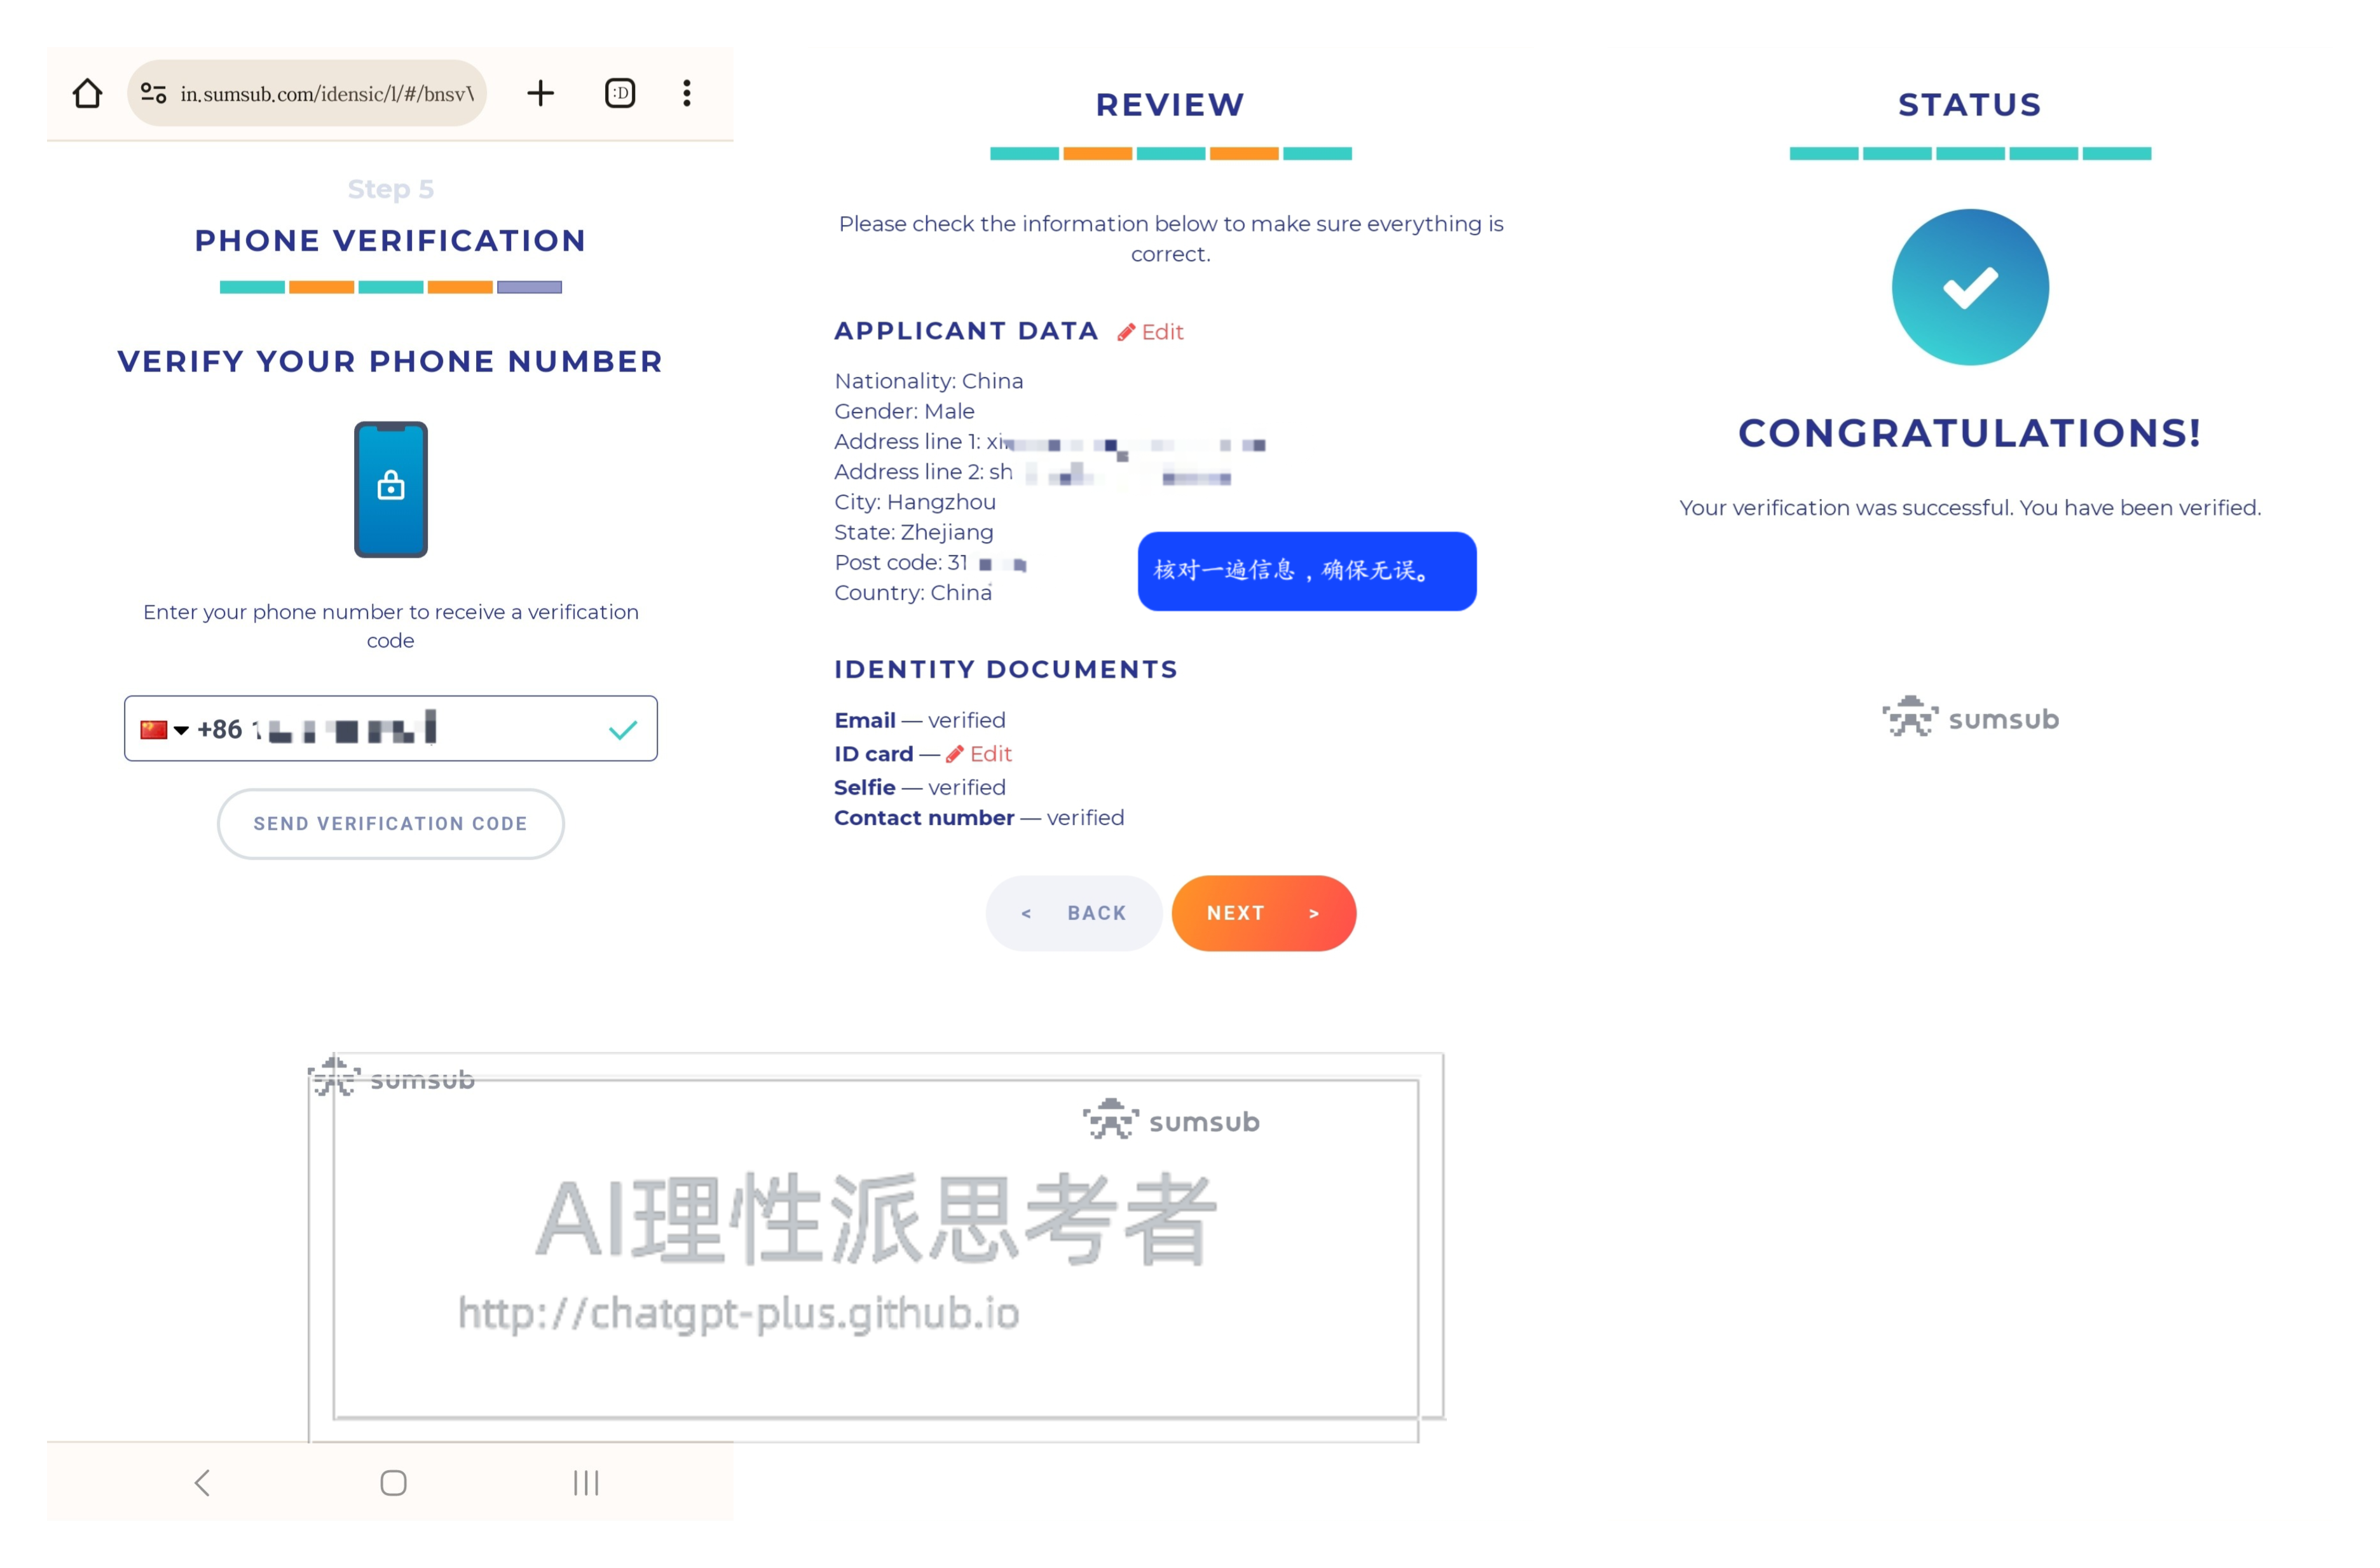 in.sumsub.com/idensic/l/#/bnsvV
:D
Step 5
PHONE VERIFICATION
VERIFY YOUR PHONE NUMBER
Enter your phone number to receive a verification
code
+86 1
SEND VERIFICATION CODE
sumsub
REVIEW
Please check the information below to make sure everything is
correct.
APPLICANT DATA Edit
Nationality: China
Gender: Male
Address line 1: xi
Address line 2: sh
City: Hangzhou
State: Zhejiang
Post code: 31
Country: China
核对一遍信息，确保无误。
IDENTITY DOCUMENTS
Email — verified
ID card — Edit
Selfie — verified
Contact number — verified
< BACK
NEXT >
sumsub
STATUS
CONGRATULATIONS!
Your verification was successful. You have been verified.
sumsub
AI理性派思考者
http://chatgpt-plus.github.io